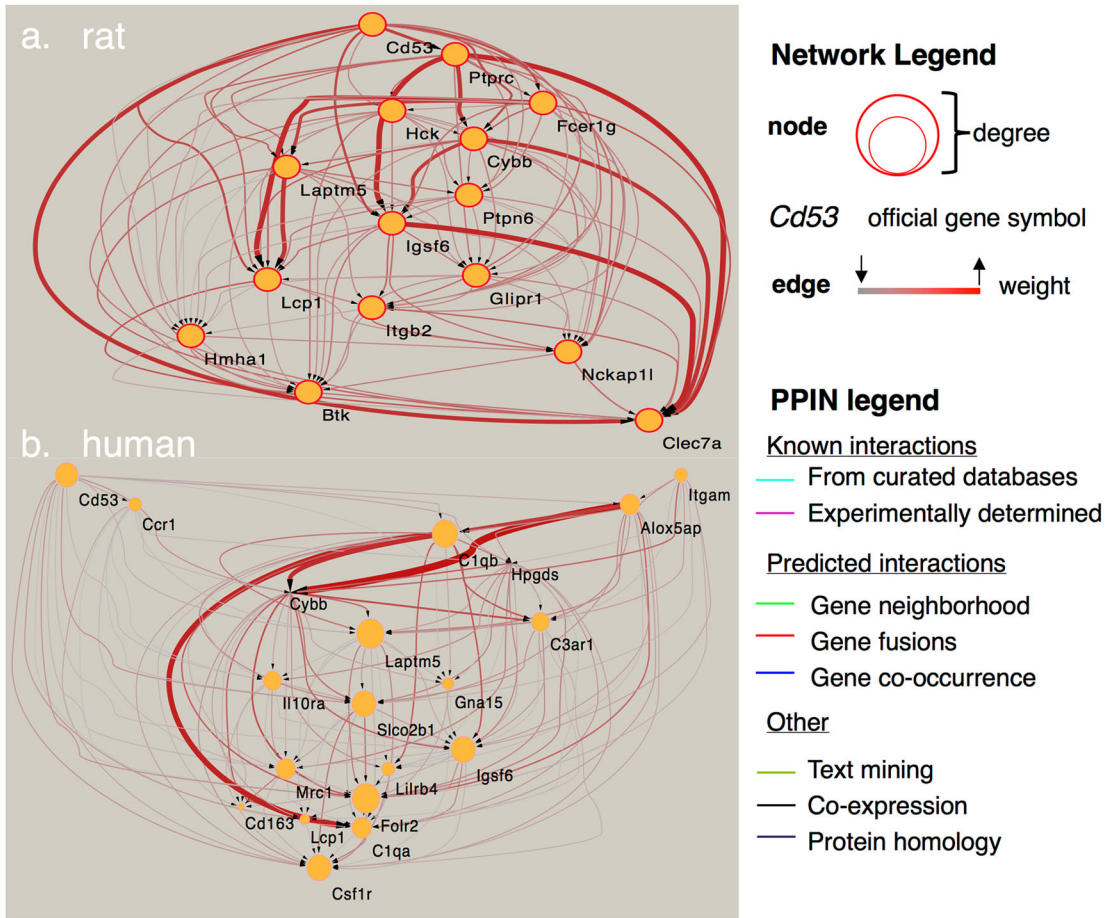 a. rat
Cd53
Ptprc
Fcer1g
Hck
Cybb
Laptm5
Ptpn6
Igsf6
Lcp1
Glipr1
Itgb2
Hmha1
Nckap1l
Btk
Clec7a
b. human
Cd53
Ccr1
Itgam
Alox5ap
C1qb
Hpgds
Cybb
C3ar1
Laptm5
Il10ra
Gna15
Slco2b1
Igsf6
Mrc1
Lilrb4
Cd163
Folr2
Lcp1
C1qa
Csf1r
Network Legend
node
degree
Cd53 official gene symbol
edge weight
PPIN legend
Known interactions
From curated databases
Experimentally determined
Predicted interactions
Gene neighborhood
Gene fusions
Gene co-occurrence
Other
Text mining
Co-expression
Protein homology